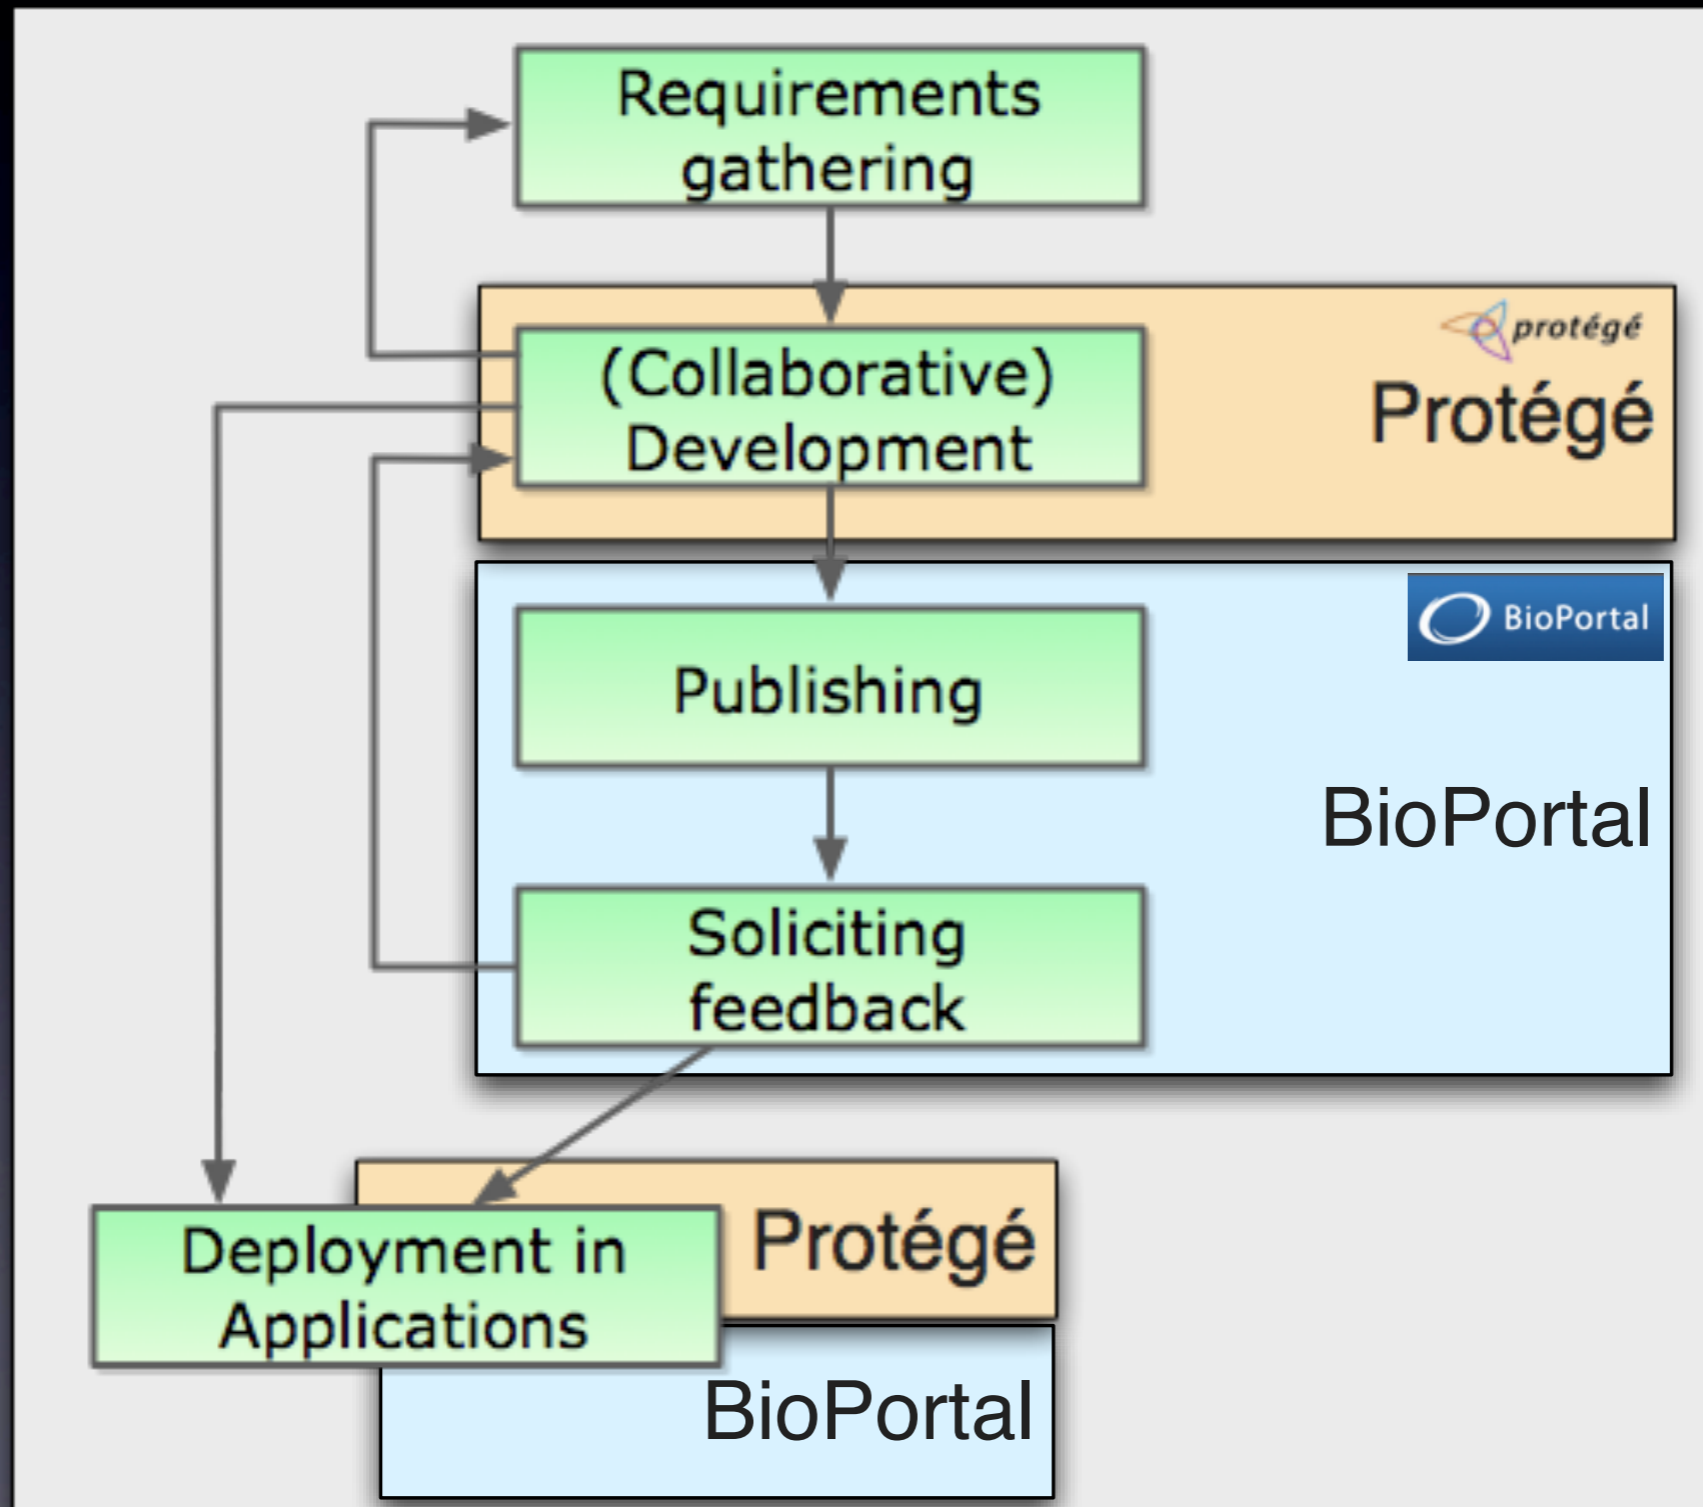 Requirements
gathering
protégé
(Collaborative)
Development
Protégé
BioPortal
Publishing
BioPortal
Soliciting
feedback
Deployment in
Applications
Protégé
BioPortal